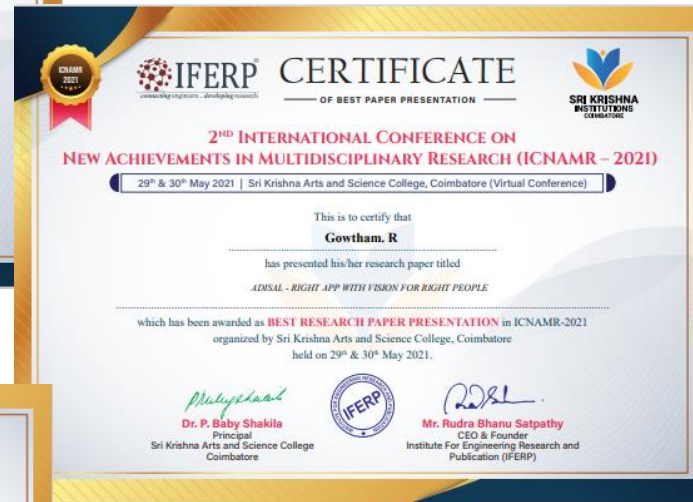 ICNAMR
2021
IFERP
connecting engineers... developing research
CERTIFICATE
OF BEST PAPER PRESENTATION
SRI KRISHNA
INSTITUTIONS
COIMBATORE
2ND INTERNATIONAL CONFERENCE ON
NEW ACHIEVEMENTS IN MULTIDISCIPLINARY RESEARCH (ICNAMR – 2021)
29th & 30th May 2021 | Sri Krishna Arts and Science College, Coimbatore (Virtual Conference)
This is to certify that
Gowtham. R
has presented his/her research paper titled
ADISAL - RIGHT APP WITH VISION FOR RIGHT PEOPLE
which has been awarded as BEST RESEARCH PAPER PRESENTATION in ICNAMR-2021
organized by Sri Krishna Arts and Science College, Coimbatore
held on 29th & 30th May 2021.
IFERP
Dr. P. Baby Shakila
Principal
Sri Krishna Arts and Science College
Coimbatore
Mr. Rudra Bhanu Satpathy
CEO & Founder
Institute For Engineering Research and
Publication (IFERP)